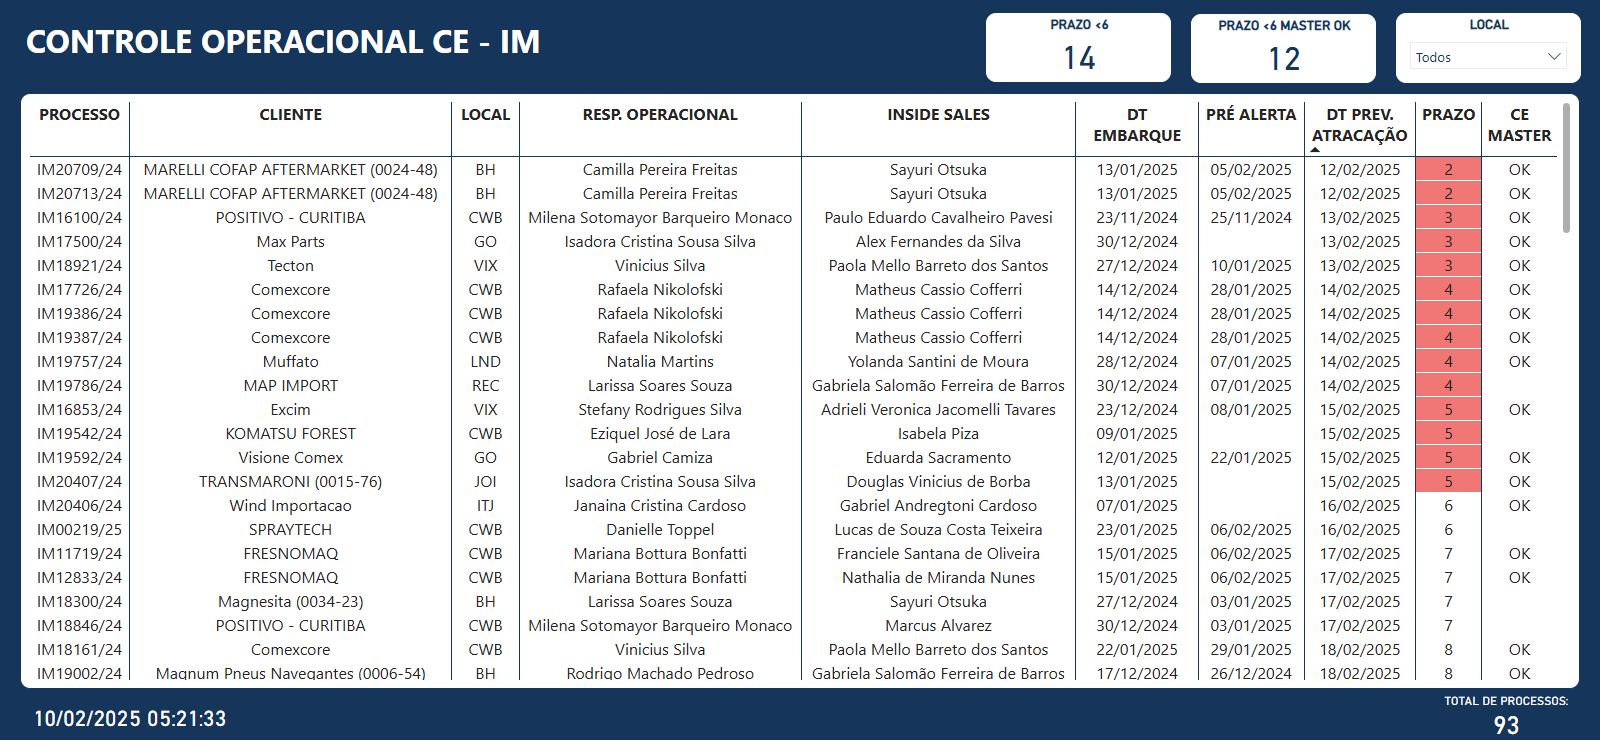 CONTROLE OPERACIONAL CE - IM
PRAZO <6
14
PRAZO <6 MASTER OK
12
LOCAL
Todos
PROCESSO CLIENTE LOCAL RESP. OPERACIONAL INSIDE SALES DT EMBARQUE PRÉ ALERTA DT PREV. ATRACAÇÃO PRAZO CE MASTER
IM20709/24 MARELLI COFAP AFTERMARKET (0024-48) BH Camilla Pereira Freitas Sayuri Otsuka 13/01/2025 05/02/2025 12/02/2025 2 OK
IM20713/24 MARELLI COFAP AFTERMARKET (0024-48) BH Camilla Pereira Freitas Sayuri Otsuka 13/01/2025 05/02/2025 12/02/2025 2 OK
IM16100/24 POSITIVO - CURITIBA CWB Milena Sotomayor Barqueiro Monaco Paulo Eduardo Cavalheiro Pavesi 23/11/2024 25/11/2024 13/02/2025 3 OK
IM17500/24 Max Parts GO Isadora Cristina Sousa Silva Alex Fernandes da Silva 30/12/2024 13/02/2025 3 OK
IM18921/24 Tecton VIX Vinicius Silva Paola Mello Barreto dos Santos 27/12/2024 10/01/2025 13/02/2025 3 OK
IM17726/24 Comexcore CWB Rafaela Nikolofski Matheus Cassio Cofferri 14/12/2024 28/01/2025 14/02/2025 4 OK
IM19386/24 Comexcore CWB Rafaela Nikolofski Matheus Cassio Cofferri 14/12/2024 28/01/2025 14/02/2025 4 OK
IM19387/24 Comexcore CWB Rafaela Nikolofski Matheus Cassio Cofferri 14/12/2024 28/01/2025 14/02/2025 4 OK
IM19757/24 Muffato LND Natalia Martins Yolanda Santini de Moura 28/12/2024 07/01/2025 14/02/2025 4 OK
IM19786/24 MAP IMPORT REC Larissa Soares Souza Gabriela Salomão Ferreira de Barros 30/12/2024 07/01/2025 14/02/2025 4
IM16853/24 Excim VIX Stefany Rodrigues Silva Adrieli Veronica Jacomelli Tavares 23/12/2024 08/01/2025 15/02/2025 5 OK
IM19542/24 KOMATSU FOREST CWB Eziquel José de Lara Isabela Piza 09/01/2025 15/02/2025 5
IM19592/24 Visione Comex GO Gabriel Camiza Eduarda Sacramento 12/01/2025 22/01/2025 15/02/2025 5 OK
IM20407/24 TRANSMARONI (0015-76) JOI Isadora Cristina Sousa Silva Douglas Vinicius de Borba 13/01/2025 15/02/2025 5 OK
IM20406/24 Wind Importacao ITJ Janaina Cristina Cardoso Gabriel Andregtoni Cardoso 07/01/2025 16/02/2025 6 OK
IM00219/25 SPRAYTECH CWB Danielle Toppel Lucas de Souza Costa Teixeira 23/01/2025 06/02/2025 16/02/2025 6
IM11719/24 FRESNOMAQ CWB Mariana Bottura Bonfatti Franciele Santana de Oliveira 15/01/2025 06/02/2025 17/02/2025 7 OK
IM12833/24 FRESNOMAQ CWB Mariana Bottura Bonfatti Nathalia de Miranda Nunes 15/01/2025 06/02/2025 17/02/2025 7 OK
IM18300/24 Magnesita (0034-23) BH Larissa Soares Souza Sayuri Otsuka 27/12/2024 03/01/2025 17/02/2025 7
IM18846/24 POSITIVO - CURITIBA CWB Milena Sotomayor Barqueiro Monaco Marcus Alvarez 30/12/2024 03/01/2025 17/02/2025 7
IM18161/24 Comexcore CWB Vinicius Silva Paola Mello Barreto dos Santos 22/01/2025 29/01/2025 18/02/2025 8 OK
IM19002/24 Magnum Pneus Navegantes (0006-54) BH Rodrigo Machado Pedroso Gabriela Salomão Ferreira de Barros 17/12/2024 26/12/2024 18/02/2025 8 OK
10/02/2025 05:21:33
TOTAL DE PROCESSOS:
93